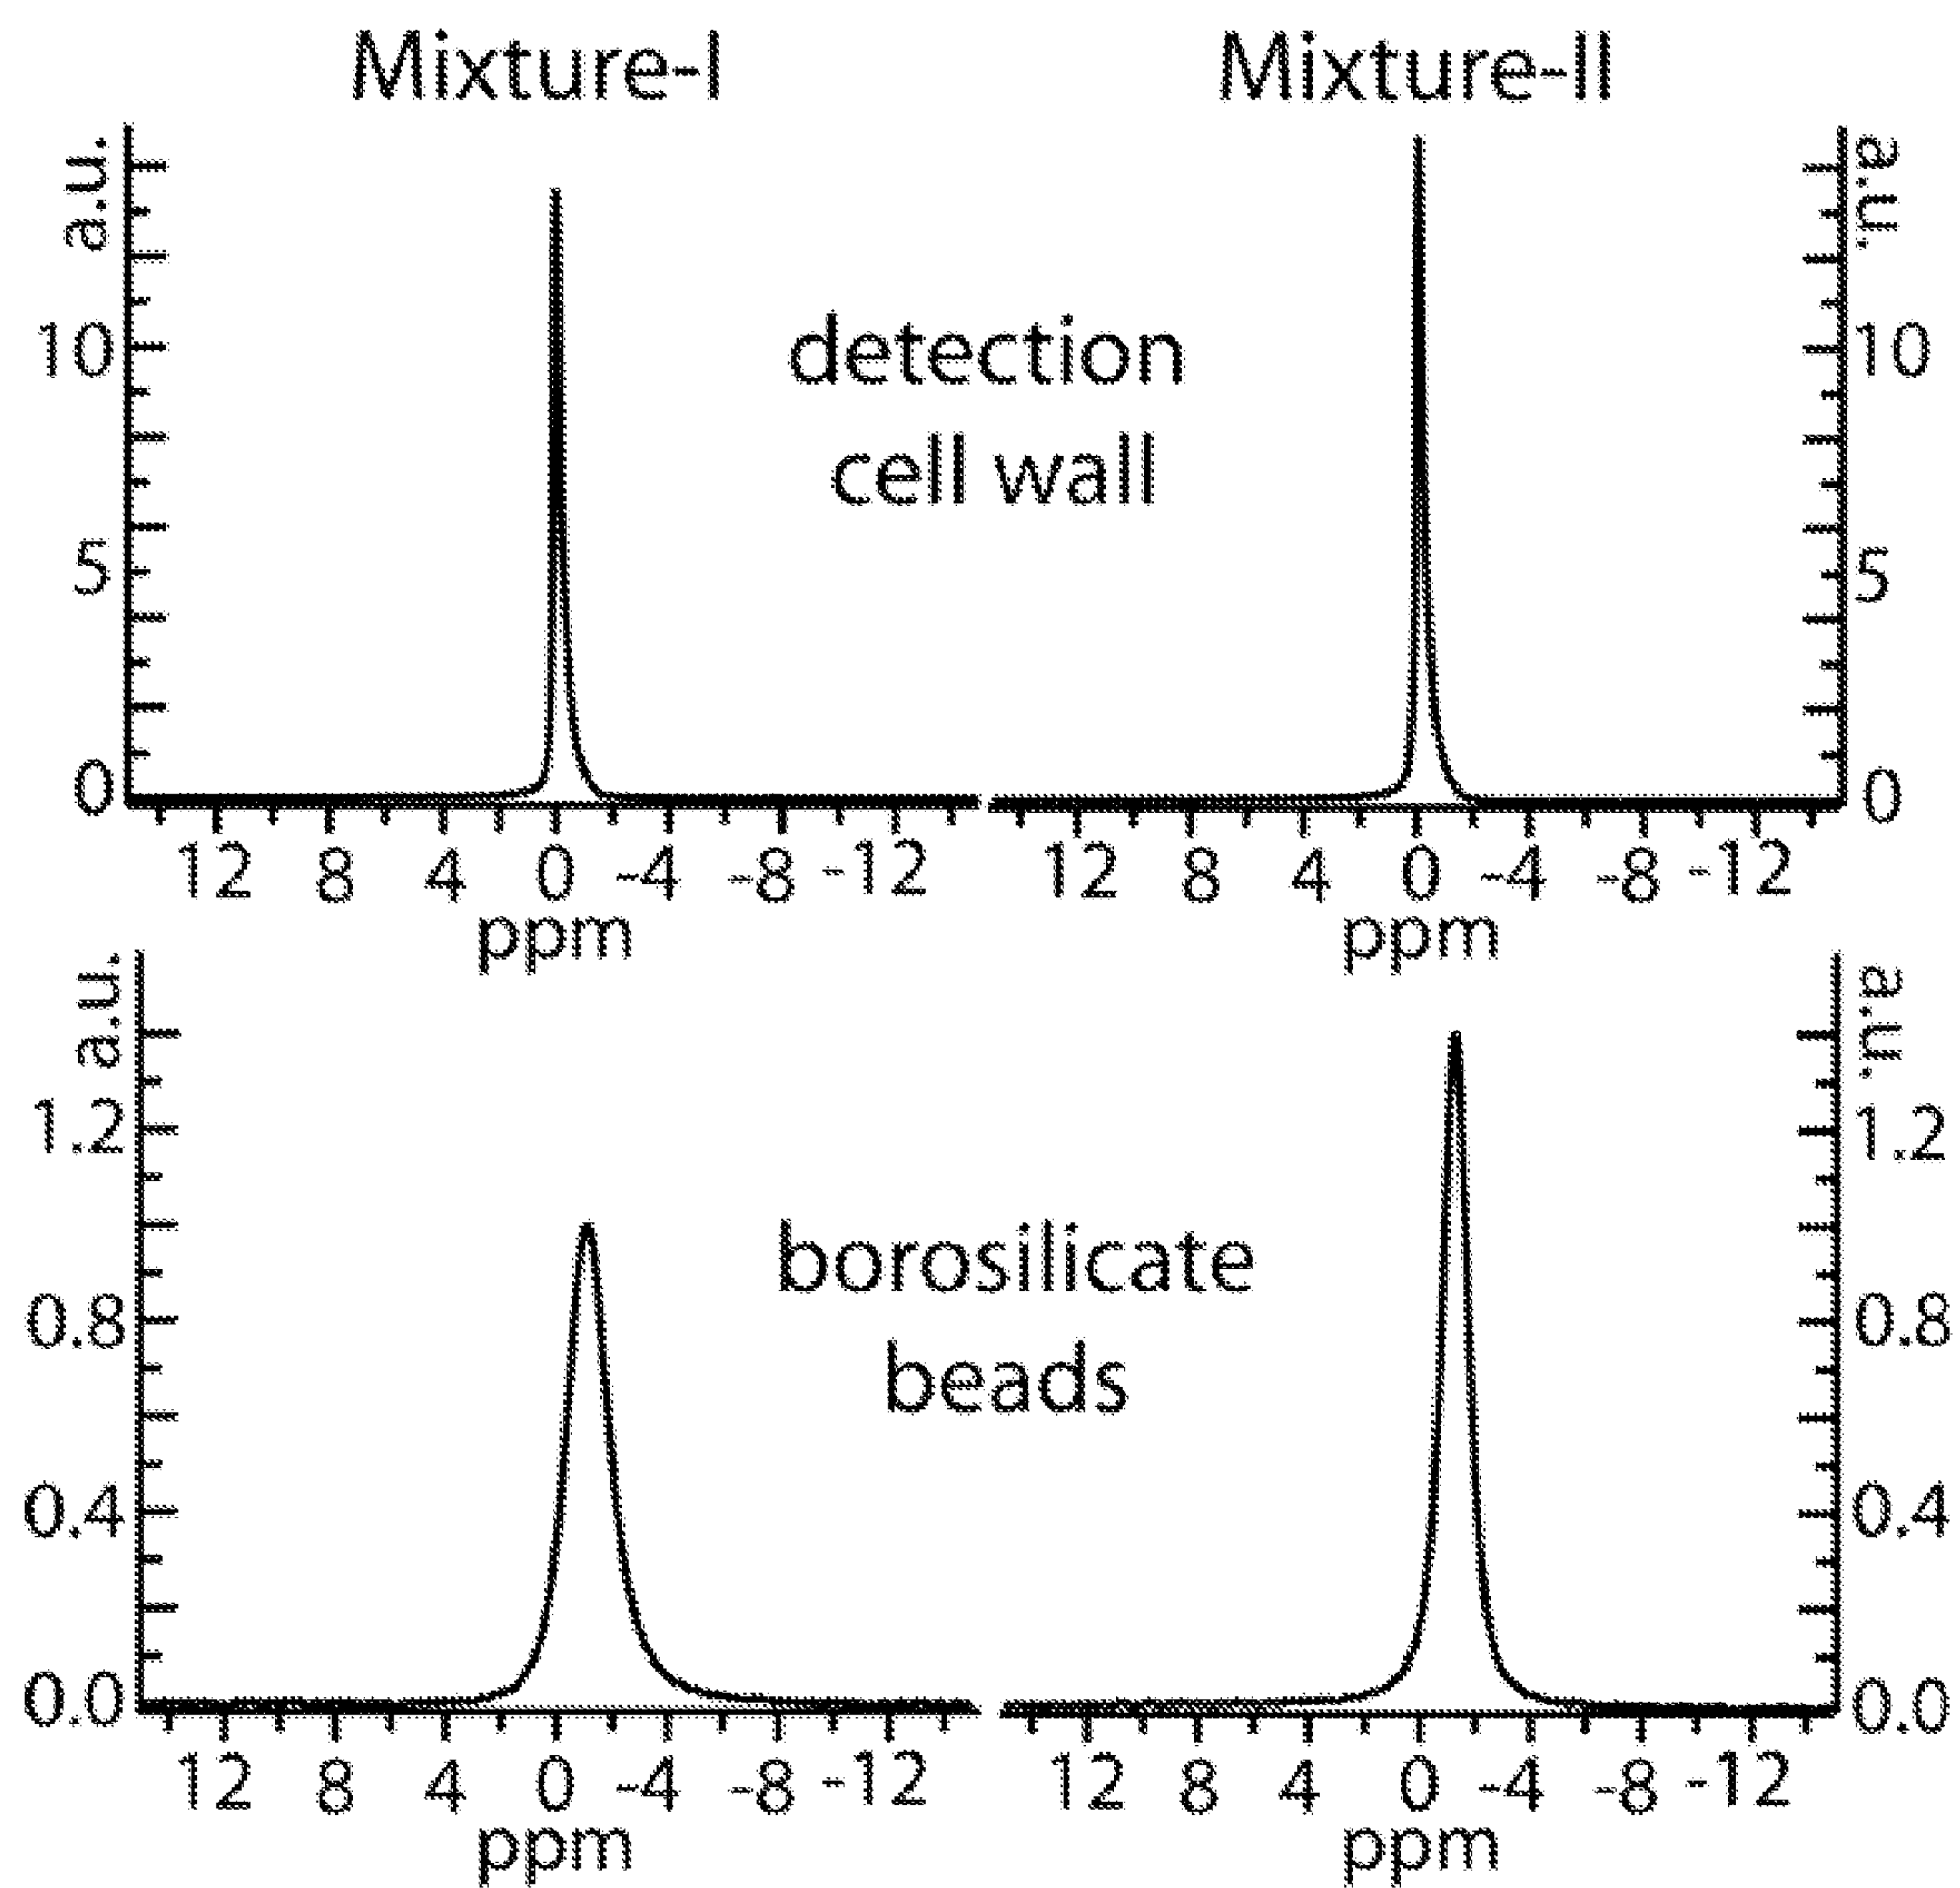 Mixture-I
Mixture-II
a.u.
a.u.
10
5
0
detection
cell wall
10
5
0
12 8 4 0 -4 -8 -12
12 8 4 0 -4 -8 -12
ppm
ppm
a.u.
a.u.
1.2
0.8
0.4
0.0
borosilicate
beads
1.2
0.8
0.4
0.0
12 8 4 0 -4 -8 -12
12 8 4 0 -4 -8 -12
ppm
ppm